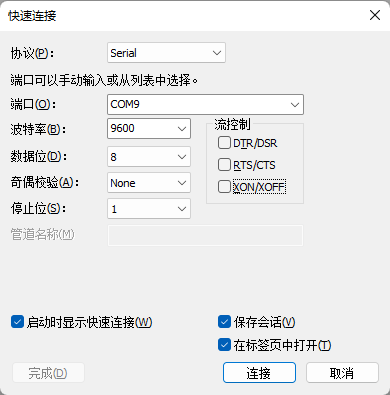 快速连接
协议(P)： Serial
端口可以手动输入或从列表中选择。
端口(O)： COM9
波特率(B)： 9600
流控制
数据位(D)： 8
DTR/DSR
奇偶校验(A)： None
RTS/CTS
停止位(S)： 1
XON/XOFF
管道名称(M)
启动时显示快速连接(W)
保存会话(V)
在标签页中打开(T)
完成(D)
连接
取消